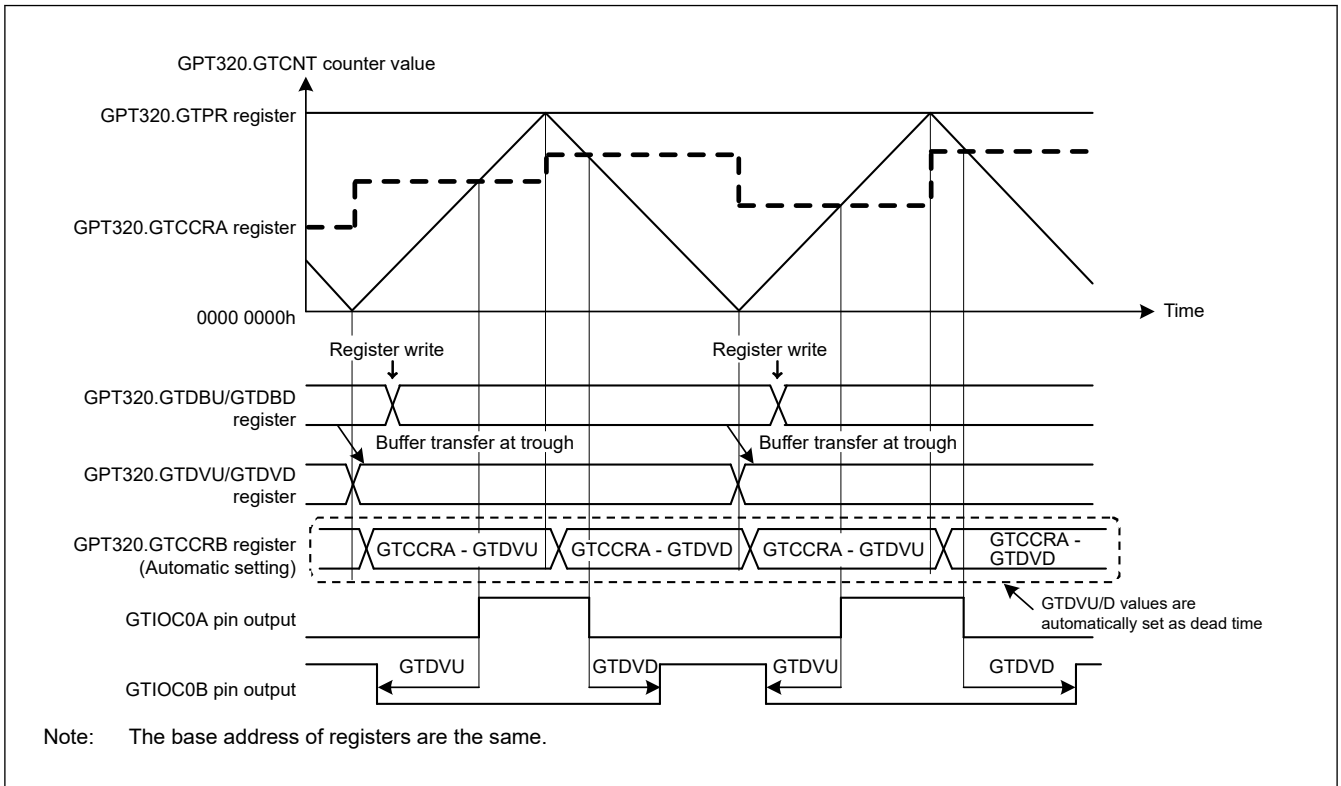 GPT320.GTCNT counter value
GPT320.GTPR register
GPT320.GTCCRA register
0000 0000h
Time
Register write
Register write
GPT320.GTDBU/GTDBD
register
Buffer transfer at trough
Buffer transfer at trough
GPT320.GTDVU/GTDVD
register
GPT320.GTCCRB register
(Automatic setting)
GTCCRA - GTDVU
GTCCRA - GTDVD
GTCCRA - GTDVU
GTCCRA -
GTDVD
GTDVU/D values are
automatically set as dead time
GTIOC0A pin output
GTDVU
GTDVD
GTDVU
GTDVD
GTIOC0B pin output
Note: The base address of registers are the same.